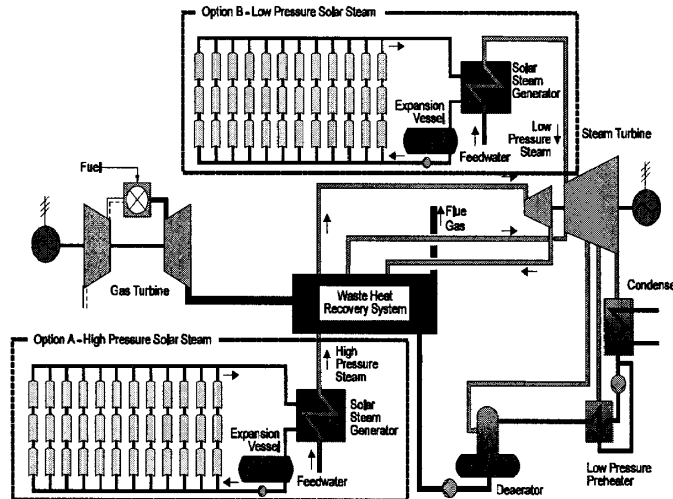 Option B - Low Pressure Solar Steam
Solar
Steam
Generator
Expansion
Vessel
Feedwater
Low
Pressure
Steam
Steam Turbine
Fuel
Flue
Gas
Gas Turbine
Waste Heat
Recovery System
Condense
Option A - High Pressure Solar Steam
High
Pressure
Steam
Solar
Steam
Generator
Expansion
Vessel
Feedwater
Deaerator
Low Pressure
Preheater